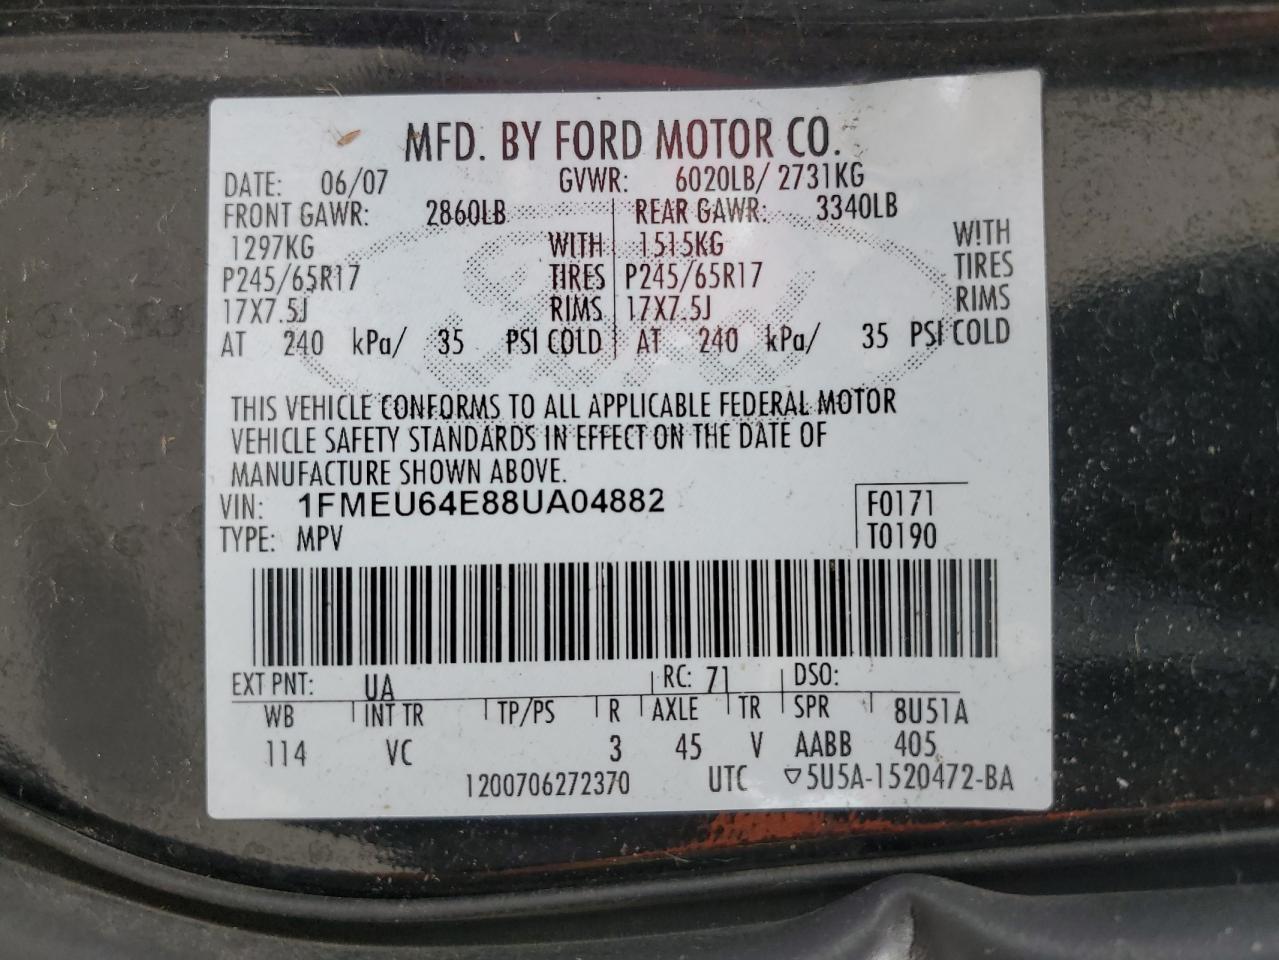 MFD. BY FORD MOTOR CO.
DATE: 06/07 GVWR: 6020LB/ 2731KG
FRONT GAWR: 2860LB REAR GAWR: 3340LB
1297KG WITH 1515KG WITH
P245/65R17 TIRES P245/65R17 TIRES
17X7.5J RIMS 17X7.5J RIMS
AT 240 kPa/ 35 PSI COLD AT 240 kPa/ 35 PSI COLD
THIS VEHICLE CONFORMS TO ALL APPLICABLE FEDERAL MOTOR
VEHICLE SAFETY STANDARDS IN EFFECT ON THE DATE OF
MANUFACTURE SHOWN ABOVE.
VIN: 1FMEU64E88UA04882 F0171
TYPE: MPV T0190
EXT PNT: UA RC: 71 DSO:
WB INT TR TP/PS R AXLE TR SPR 8U51A
114 VC 3 45 V AABB 405
1200706272370 UTC ▽5U5A-1520472-BA